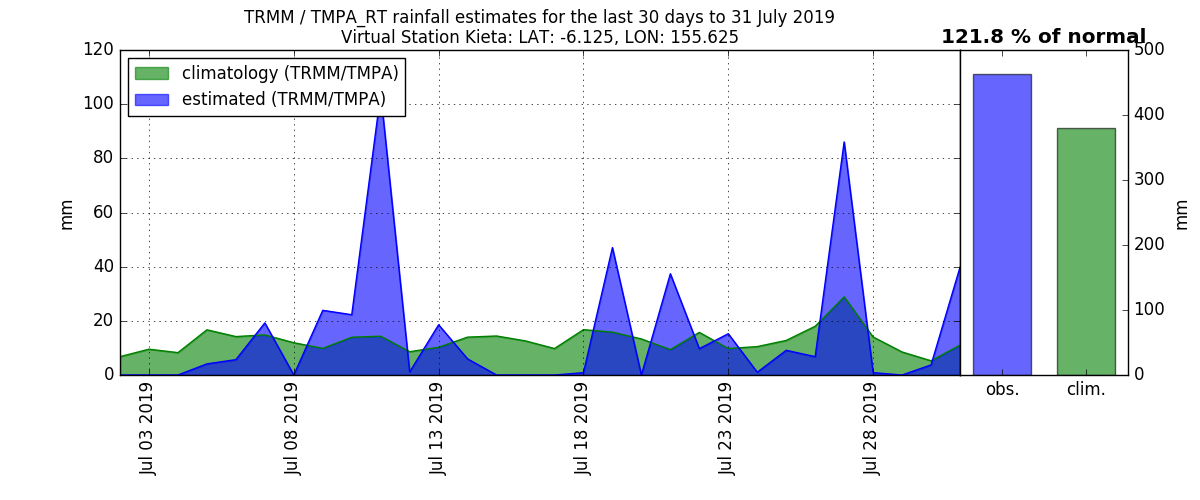 TRMM / TMPA_RT rainfall estimates for the last 30 days to 31 July 2019
Virtual Station Kieta: LAT: -6.125, LON: 155.625
121.8 % of normal
climatology (TRMM/TMPA)
estimated (TRMM/TMPA)
120
100
80
60
40
20
0
mm
Jul 03 2019
Jul 08 2019
Jul 13 2019
Jul 18 2019
Jul 23 2019
Jul 28 2019
500
400
300
200
100
0
mm
obs.
clim.